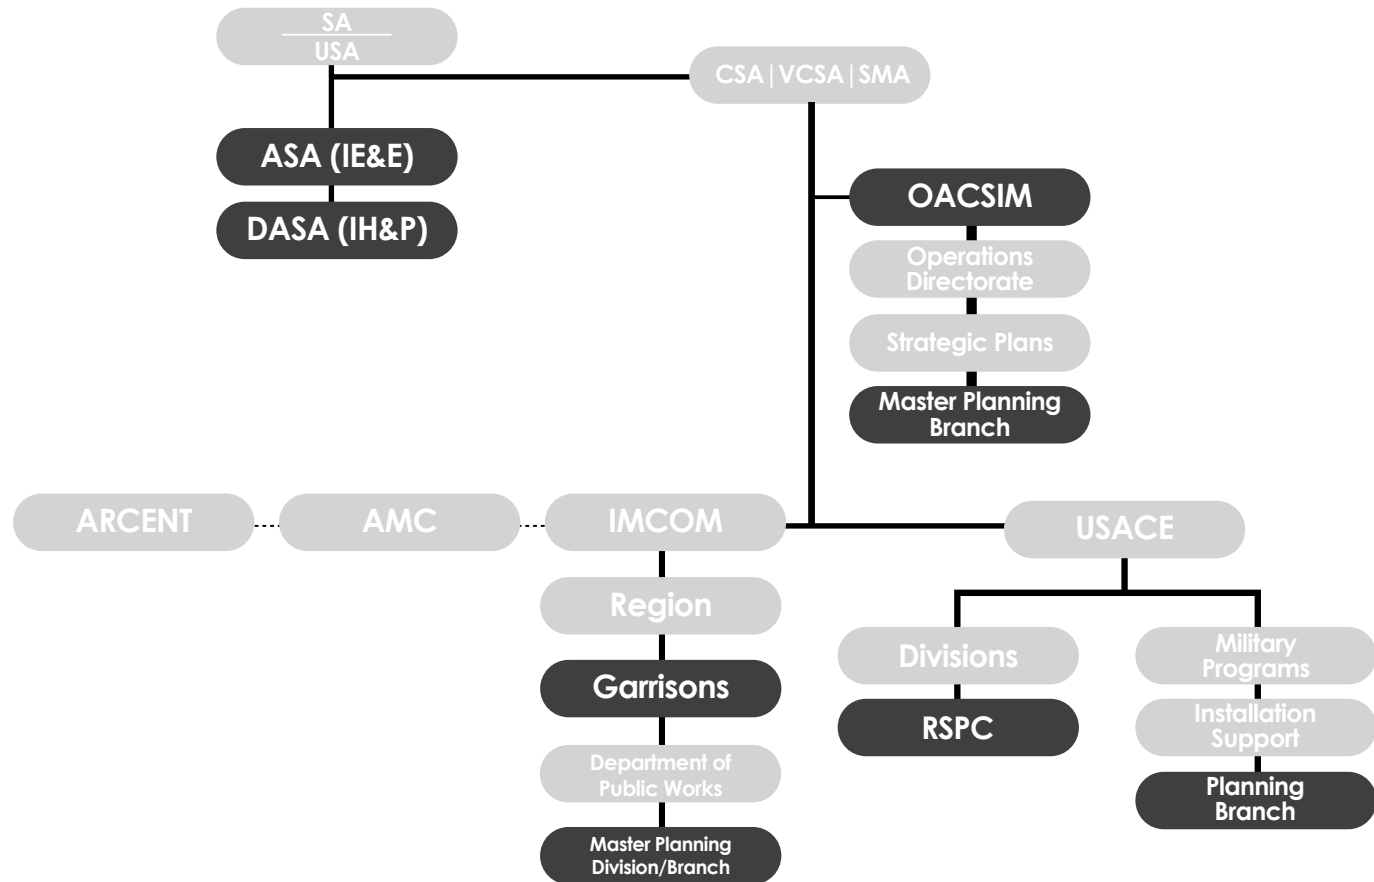 SA
USA
CSA|VCSA|SMA
ASA (IE&E)
DASA (IH&P)
OACSIM
Operations
Directorate
Strategic Plans
Master Planning
Branch
ARCENT
AMC
IMCOM
USACE
Region
Garrisons
Department of
Public Works
Master Planning
Division/Branch
Divisions
RSPC
Military
Programs
Installation
Support
Planning
Branch